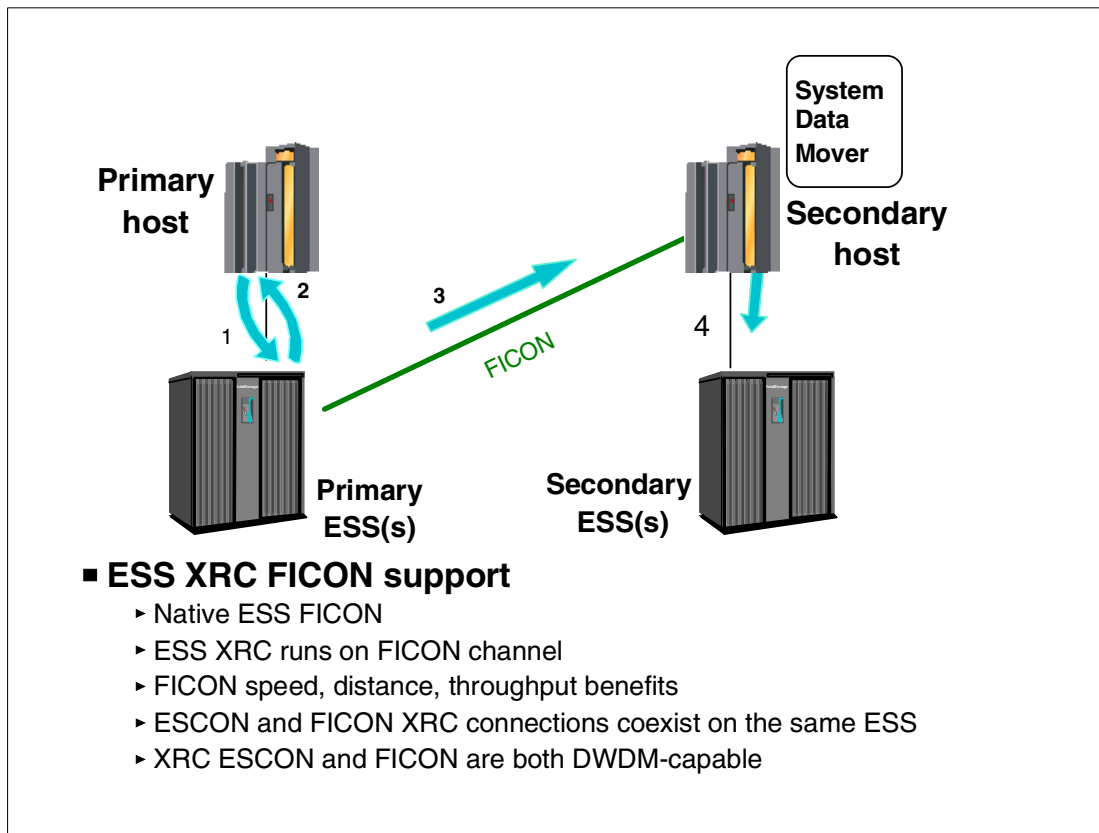 System
Data
Mover
Primary
host
Secondary
host
1
2
3
FICON
4
Primary
ESS(s)
Secondary
ESS(s)
■ ESS XRC FICON support
▸ Native ESS FICON
▸ ESS XRC runs on FICON channel
▸ FICON speed, distance, throughput benefits
▸ ESCON and FICON XRC connections coexist on the same ESS
▸ XRC ESCON and FICON are both DWDM-capable